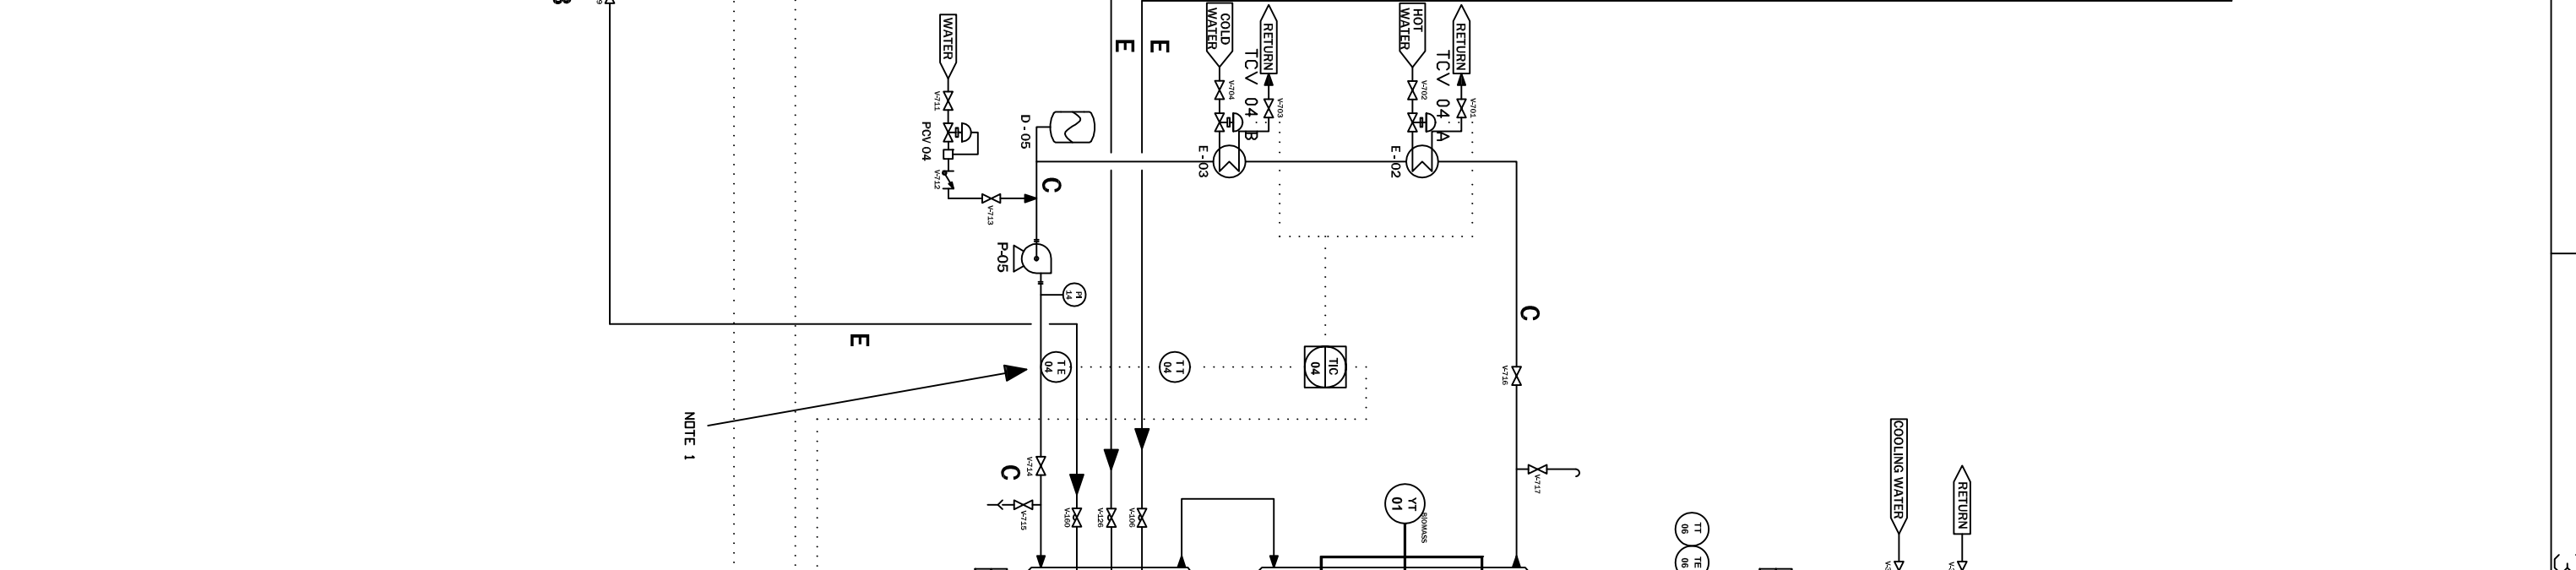 WATER
V-711
PCV 04
V-712
V-713
D-05
C
P-05
PI
14
E
E
COLD
WATER
RETURN
TCV 04 B
V-704
V-703
E-03
HOT
WATER
RETURN
TCV 04 A
V-702
V-701
E-02
C
E
TE
04
TT
04
TIC
04
V-716
NOTE 1
C
V-714
V-715
V-160
V-126
V-106
YT
01
BIOMASS
V-717
TT
06
TE
06
COOLING WATER
RETURN